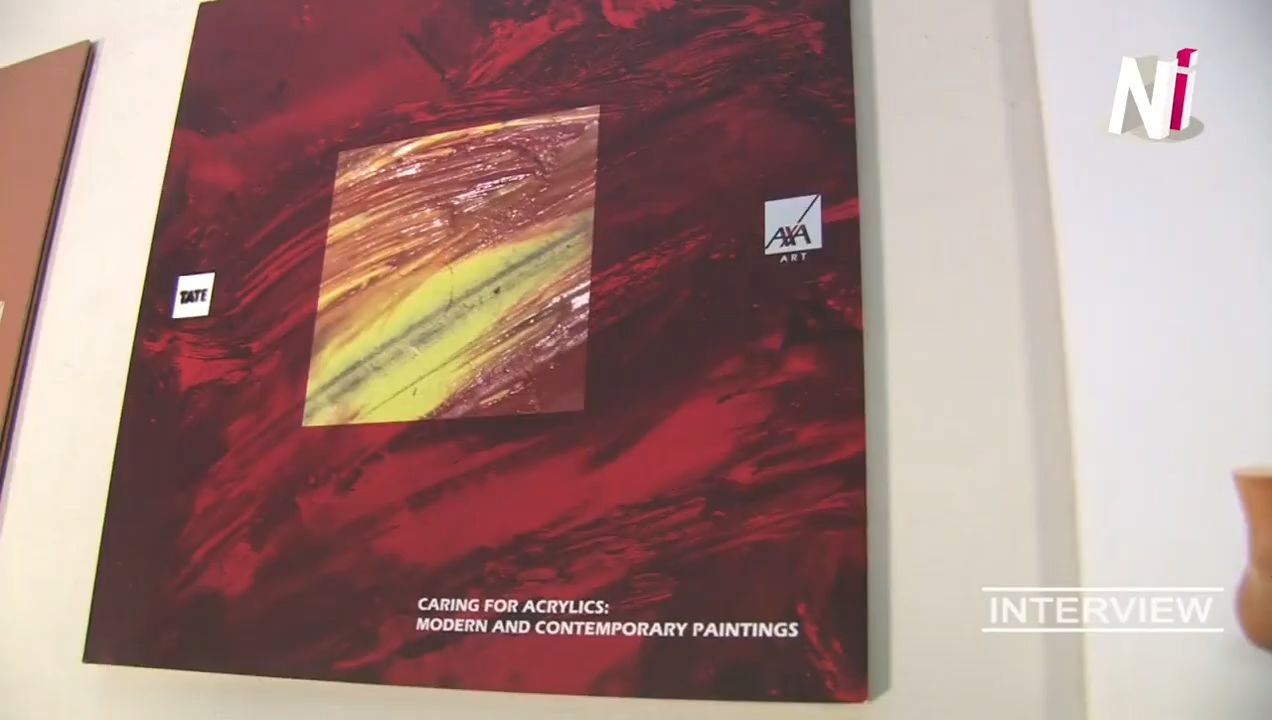 Ni
AXA
ART
TATE
CARING FOR ACRYLICS:
MODERN AND CONTEMPORARY PAINTINGS
INTERVIEW